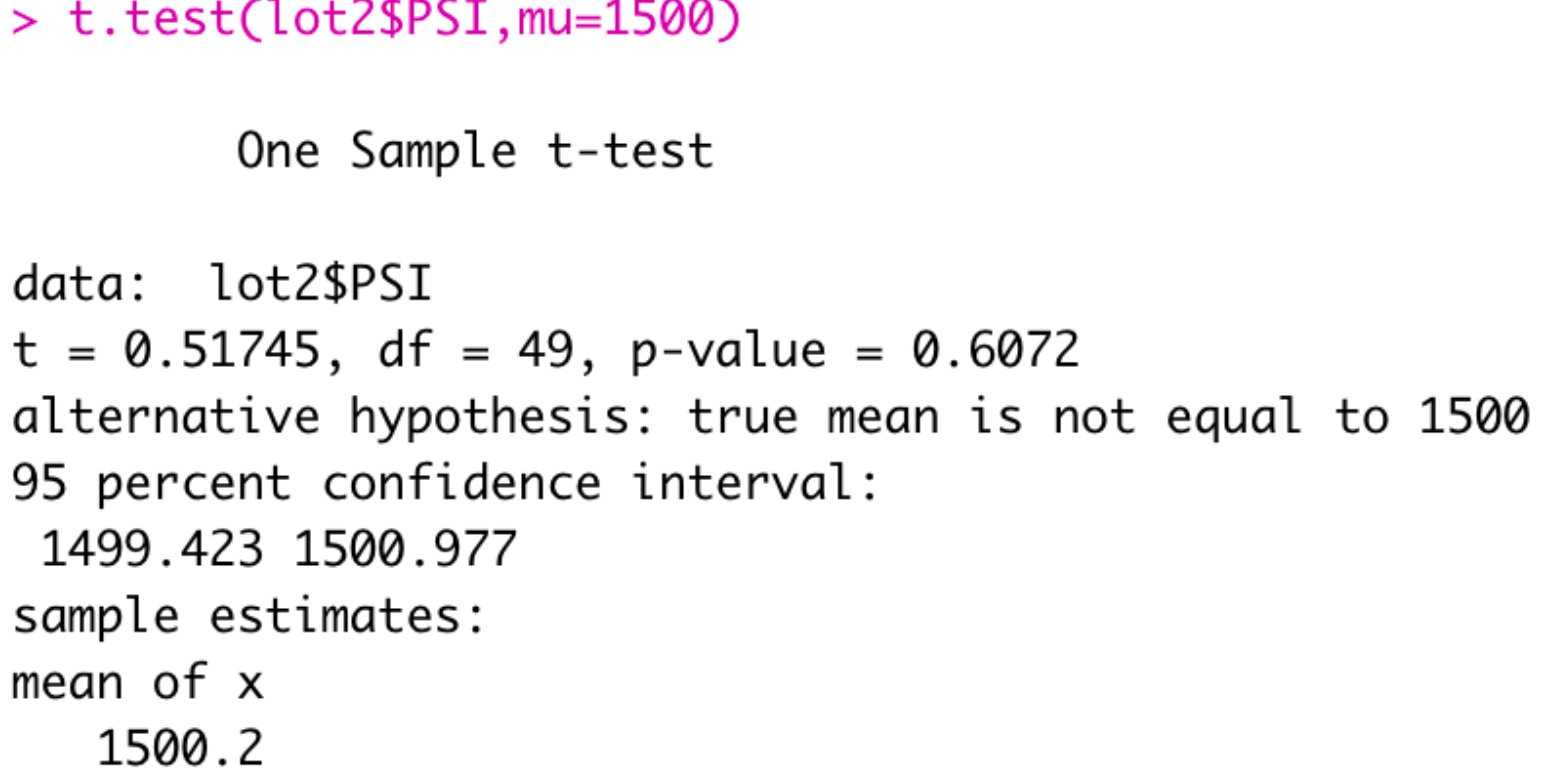 > t.test(lot2$PSI,mu=1500)
One Sample t-test
data:  lot2$PSI
t = 0.51745, df = 49, p-value = 0.6072
alternative hypothesis: true mean is not equal to 1500
95 percent confidence interval:
1499.423 1500.977
sample estimates:
mean of x
1500.2